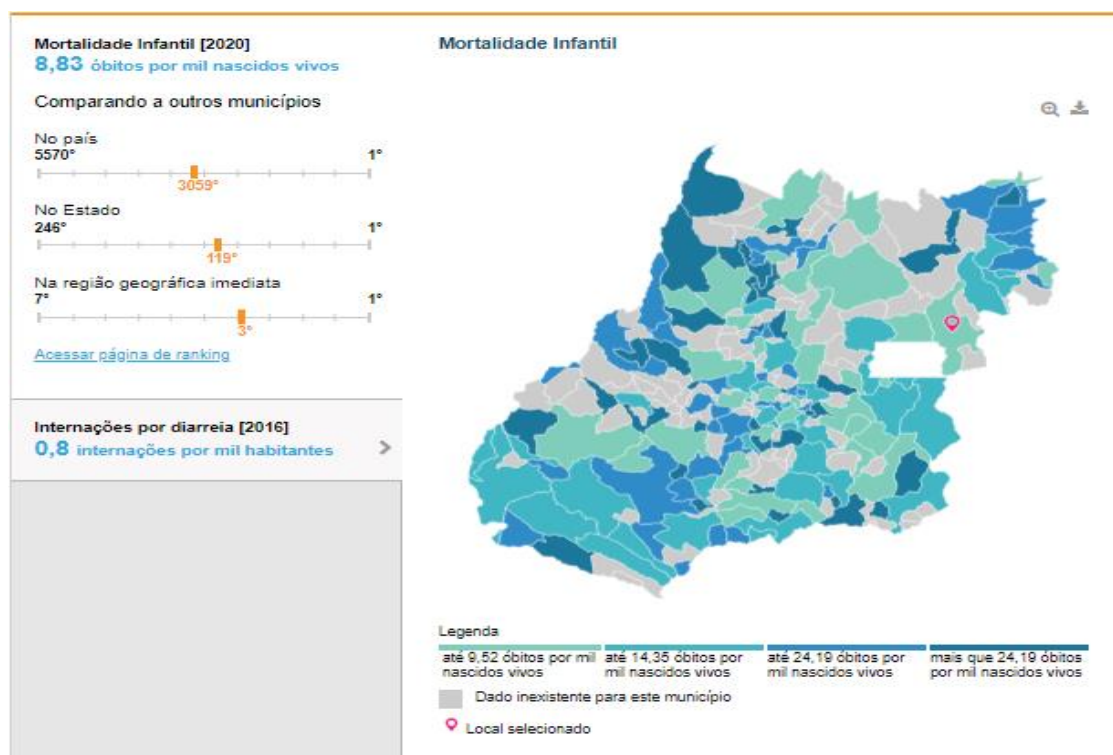 Mortalidade Infantil [2020]
8,83 óbitos por mil nascidos vivos
Comparando a outros municípios
No país
5570° 1°
3059°
No Estado
246° 1°
119°
Na região geográfica imediata
7° 1°
3°
Acessar página de ranking
Internações por diarreia [2016]
0,8 internações por mil habitantes
Mortalidade Infantil
Legenda
até 9,52 óbitos por mil
nascidos vivos
até 14,35 óbitos por
mil nascidos vivos
até 24,19 óbitos por
mil nascidos vivos
mais que 24,19 óbitos
por mil nascidos vivos
Dado inexistente para este município
Local selecionado